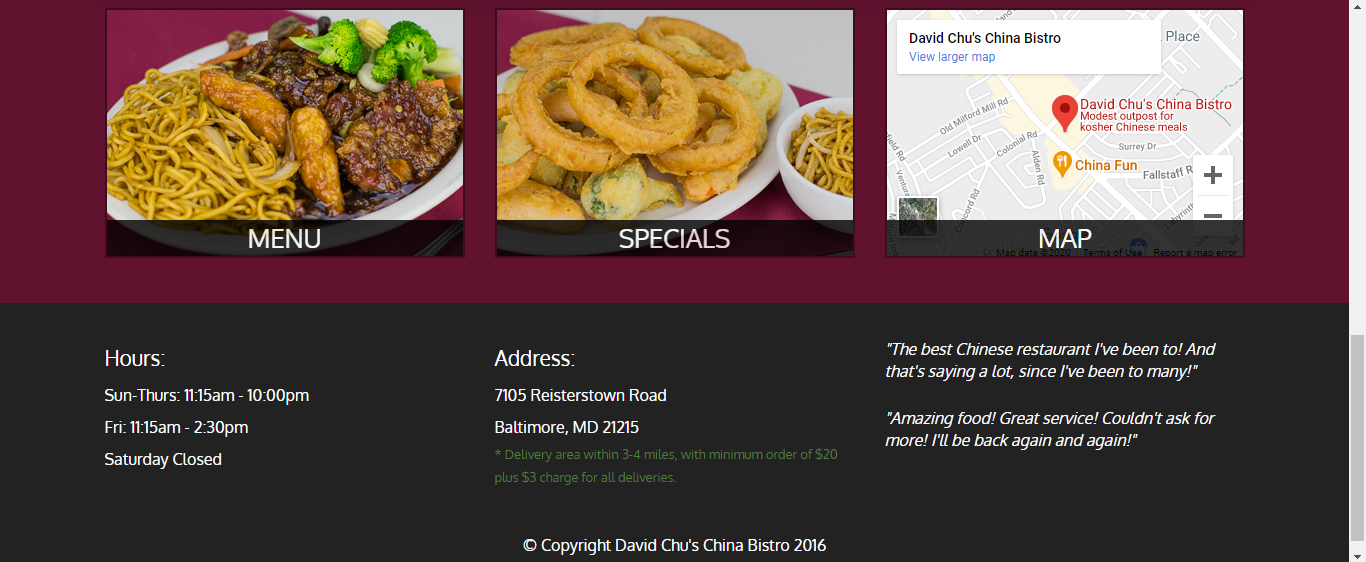 MENU
SPECIALS
David Chu's China Bistro
View larger map
Place
David Chu's China Bistro
Modest outpost for
kosher Chinese meals
Old Milford Mill Rd
Lowell Dr
Colonial Rd
Surrey Dr
China Fun
Alden Rd
Fallstaff R
field Rd
Ventura
Concord Rd
Labyrinth
MAP
Map data ©2020
Terms of Use
Report a map error
Hours:
Sun-Thurs: 11:15am - 10:00pm
Fri: 11:15am - 2:30pm
Saturday Closed
Address:
7105 Reisterstown Road
Baltimore, MD 21215
* Delivery area within 3-4 miles, with minimum order of $20
plus $3 charge for all deliveries.
"The best Chinese restaurant I've been to! And
that's saying a lot, since I've been to many!"
"Amazing food! Great service! Couldn't ask for
more! I'll be back again and again!"
© Copyright David Chu's China Bistro 2016